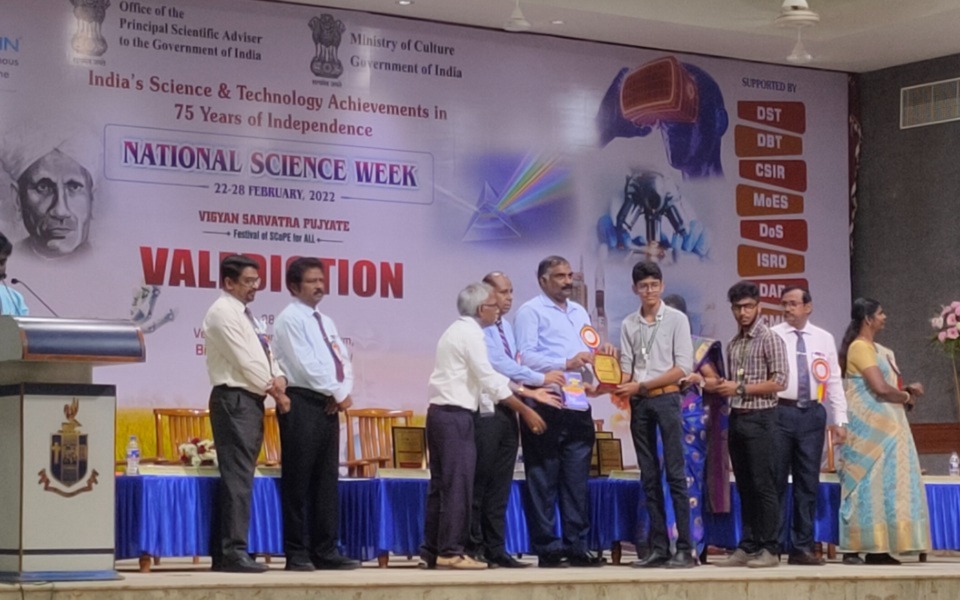 Office of the
Principal Scientific Adviser
to the Government of India
Ministry of Culture
Government of India
India's Science & Technology Achievements in
75 Years of Independence
NATIONAL SCIENCE WEEK
22-28 FEBRUARY, 2022
VIGYAN SARVATRA PUJYATE
Festival of SCoPE for ALL
VALEDICTION
SUPPORTED BY
DST
DBT
CSIR
MoES
DoS
ISRO